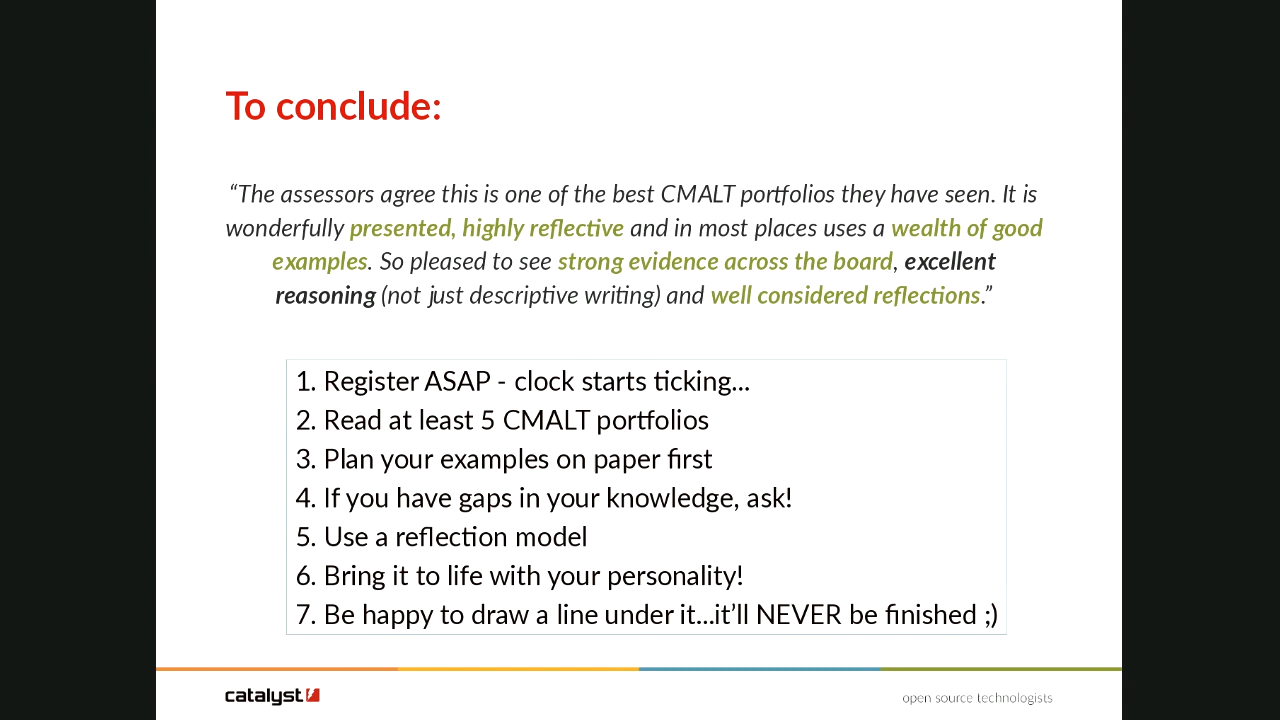 To conclude:
“The assessors agree this is one of the best CMALT portfolios they have seen. It is
wonderfully presented, highly reflective and in most places uses a wealth of good
examples. So pleased to see strong evidence across the board, excellent
reasoning (not just descriptive writing) and well considered reflections.”
1. Register ASAP - clock starts ticking...
2. Read at least 5 CMALT portfolios
3. Plan your examples on paper first
4. If you have gaps in your knowledge, ask!
5. Use a reflection model
6. Bring it to life with your personality!
7. Be happy to draw a line under it...it’ll NEVER be finished ;)
catalyst
open source technologists